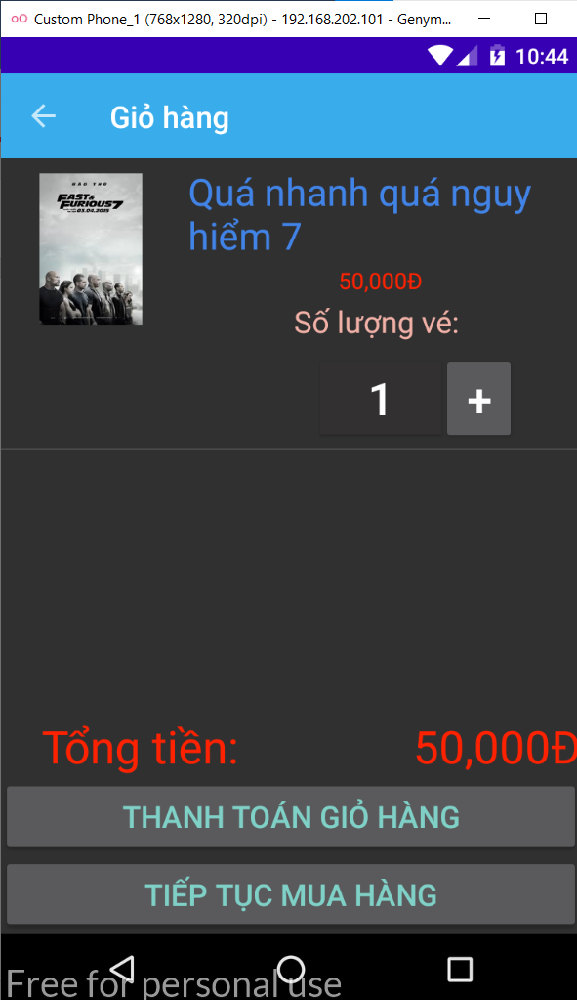 Custom Phone_1 (768x1280, 320dpi) - 192.168.202.101 - Genym...
10:44
Giỏ hàng
FAST& FURIOUS 7
03.04.2015
Quá nhanh quá nguy
hiểm 7
50,000Đ
Số lượng vé:
1 +
Tổng tiền: 50,000Đ
THANH TOÁN GIỎ HÀNG
TIẾP TỤC MUA HÀNG
Free for personal use